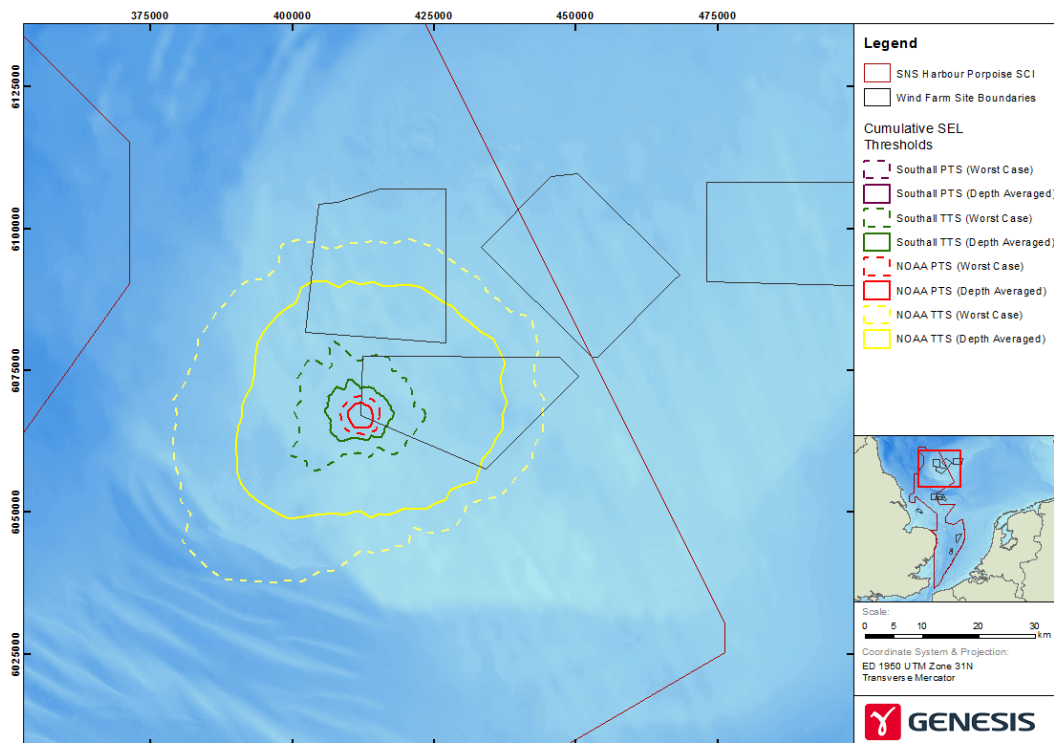 375000 400000 425000 450000 475000
6125000
6100000
6075000
6050000
6025000
Legend
SNS Harbour Porpoise SCI
Wind Farm Site Boundaries
Cumulative SEL
Thresholds
Southall PTS (Worst Case)
Southall PTS (Depth Averaged)
Southall TTS (Worst Case)
Southall TTS (Depth Averaged)
NOAA PTS (Worst Case)
NOAA PTS (Depth Averaged)
NOAA TTS (Worst Case)
NOAA TTS (Depth Averaged)
Scale:
0 5 10 20 30
km
Coordinate System & Projection:
ED 1950 UTM Zone 31N
Transverse Mercator
GENESIS